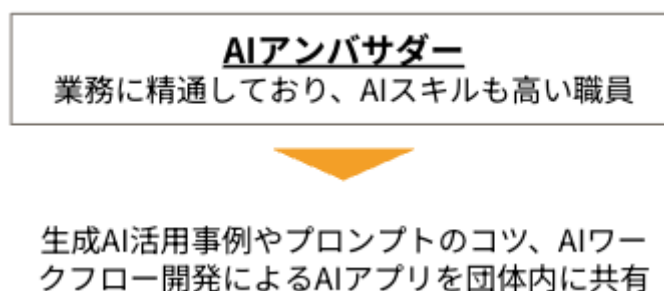 AIアンバサダー
業務に精通しており、AIスキルも高い職員
生成AI活用事例やプロンプトのコツ、AIワー
クフロー開発によるAIアプリを団体内に共有